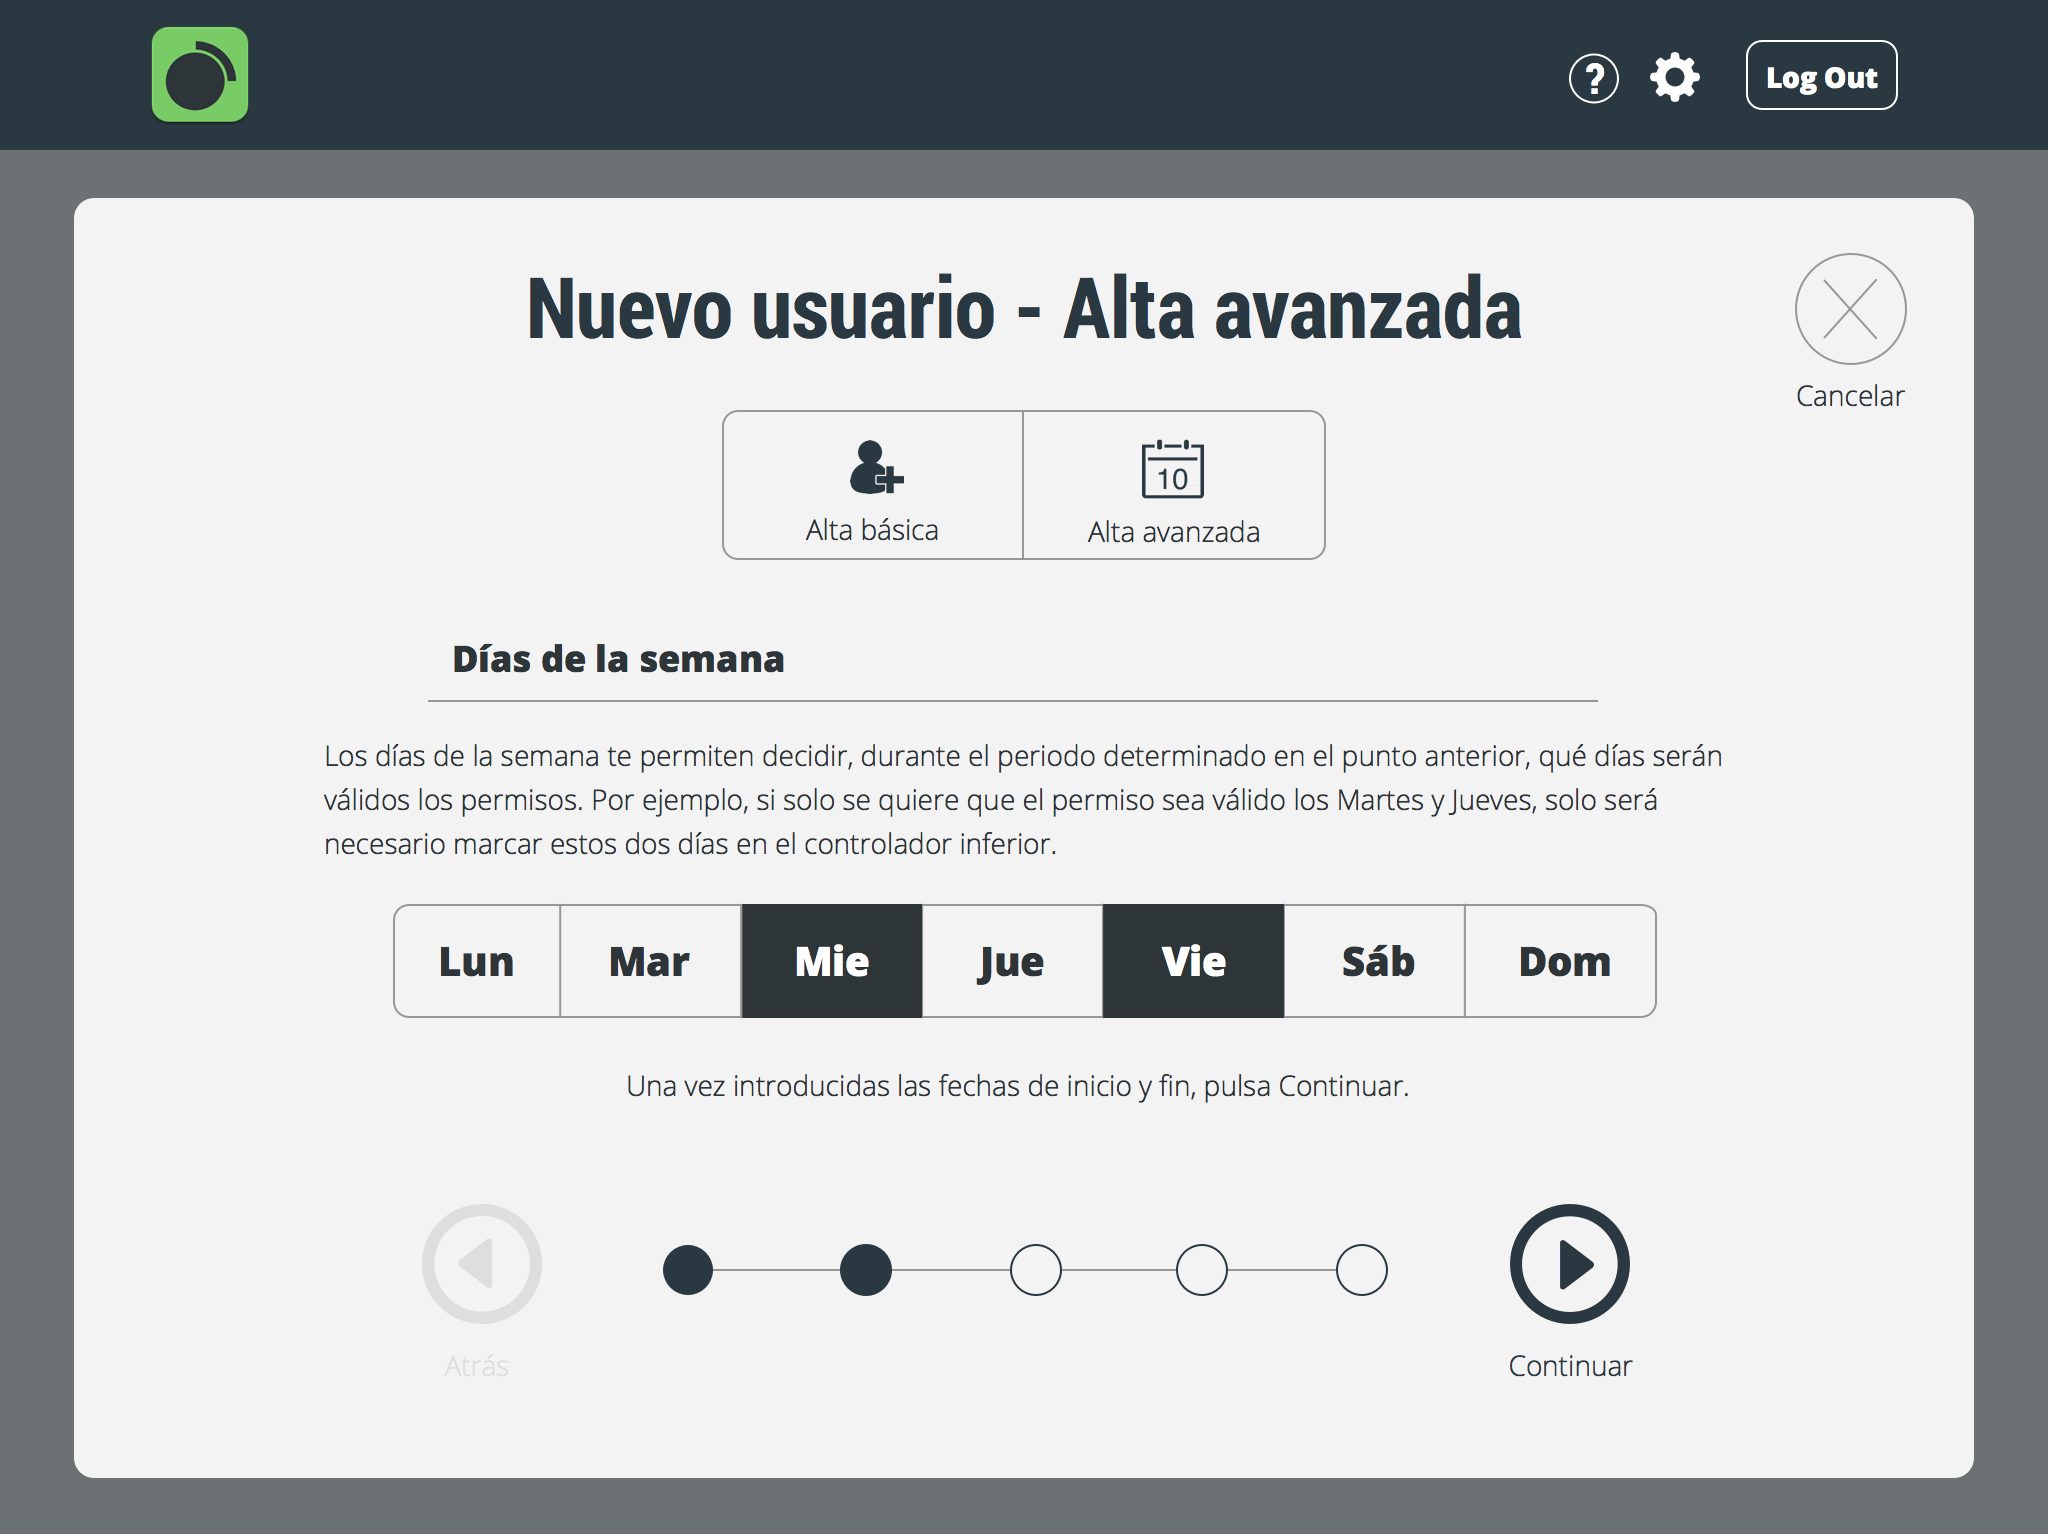 ?
Log Out
Nuevo usuario - Alta avanzada
Cancelar
10
Alta básica
Alta avanzada
Días de la semana
Los días de la semana te permiten decidir, durante el periodo determinado en el punto anterior, qué días serán
válidos los permisos. Por ejemplo, si solo se quiere que el permiso sea válido los Martes y Jueves, solo será
necesario marcar estos dos días en el controlador inferior.
Lun Mar Mie Jue Vie Sáb Dom
Una vez introducidas las fechas de inicio y fin, pulsa Continuar.
Atrás
Continuar